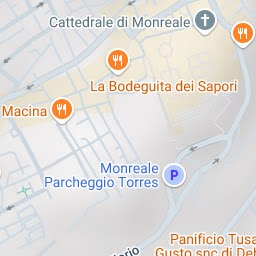 Cattedrale di Monreale
La Bodeguita dei Sapori
Macina
Monreale
Parcheggio Torres
P
Panificio Tusa
Gusto snc di Deb